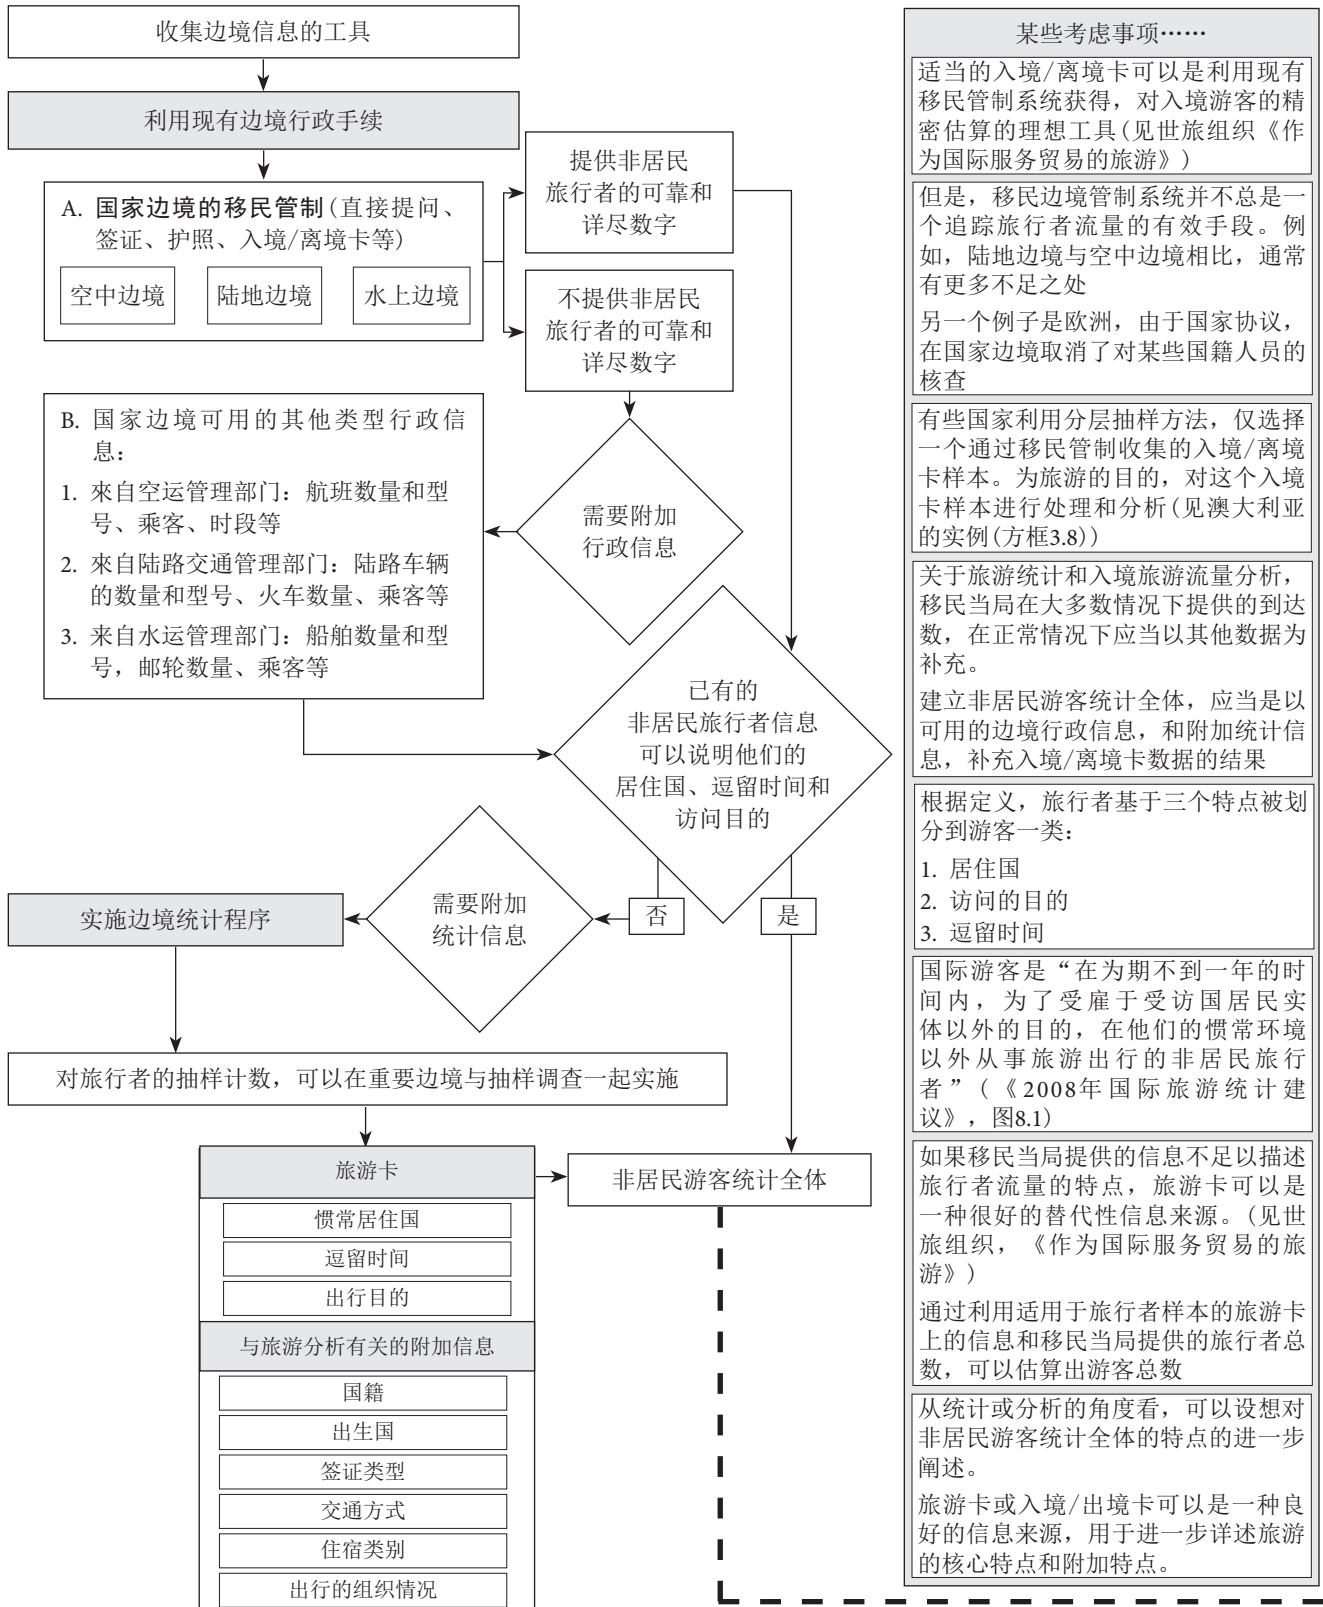 收集边境信息的工具
利用现有边境行政手续
A. 国家边境的移民管制(直接提问、
签证、护照、入境/离境卡等)
空中边境
陆地边境
水上边境
提供非居民
旅行者的可靠和
详尽数字
不提供非居民
旅行者的可靠和
详尽数字
B. 国家边境可用的其他类型行政信
息：
1. 來自空运管理部门：航班数量和型
号、乘客、时段等
2. 來自陆路交通管理部门：陆路车辆
的数量和型号、火车数量、乘客等
3. 来自水运管理部门：船舶数量和型
号，邮轮数量、乘客等
需要附加
行政信息
已有的
非居民旅行者信息
可以说明他们的
居住国、逗留时间和
访问目的
否
是
需要附加
统计信息
实施边境统计程序
对旅行者的抽样计数，可以在重要边境与抽样调查一起实施
旅游卡
惯常居住国
逗留时间
出行目的
与旅游分析有关的附加信息
国籍
出生国
签证类型
交通方式
住宿类别
出行的组织情况
非居民游客统计全体
某些考虑事项……
适当的入境/离境卡可以是利用现有
移民管制系统获得，对入境游客的精
密估算的理想工具(见世旅组织《作
为国际服务贸易的旅游》)
但是，移民边境管制系统并不总是一
个追踪旅行者流量的有效手段。例
如，陆地边境与空中边境相比，通常
有更多不足之处
另一个例子是欧洲，由于国家协议，
在国家边境取消了对某些国籍人员的
核查
有些国家利用分层抽样方法，仅选择
一个通过移民管制收集的入境/离境
卡样本。为旅游的目的，对这个入境
卡样本进行处理和分析(见澳大利亚
的实例(方框3.8))
关于旅游统计和入境旅游流量分析，
移民当局在大多数情况下提供的到达
数，在正常情况下应当以其他数据为
补充。
建立非居民游客统计全体，应当是以
可用的边境行政信息，和附加统计信
息，补充入境/离境卡数据的结果
根据定义，旅行者基于三个特点被划
分到游客一类：
1. 居住国
2. 访问的目的
3. 逗留时间
国际游客是“在为期不到一年的时
间内，为了受雇于受访国居民实
体以外的目的，在他们的惯常环境
以外从事旅游出行的非居民旅行
者”(《2008年国际旅游统计建
议》，图8.1)
如果移民当局提供的信息不足以描述
旅行者流量的特点，旅游卡可以是
一种很好的替代性信息来源。(见世
旅组织，《作为国际服务贸易的旅
游》)
通过利用适用于旅行者样本的旅游卡
上的信息和移民当局提供的旅行者总
数，可以估算出游客总数
从统计或分析的角度看，可以设想对
非居民游客统计全体的特点的进一步
阐述。
旅游卡或入境/出境卡可以是一种良
好的信息来源，用于进一步详述旅游
的核心特点和附加特点。